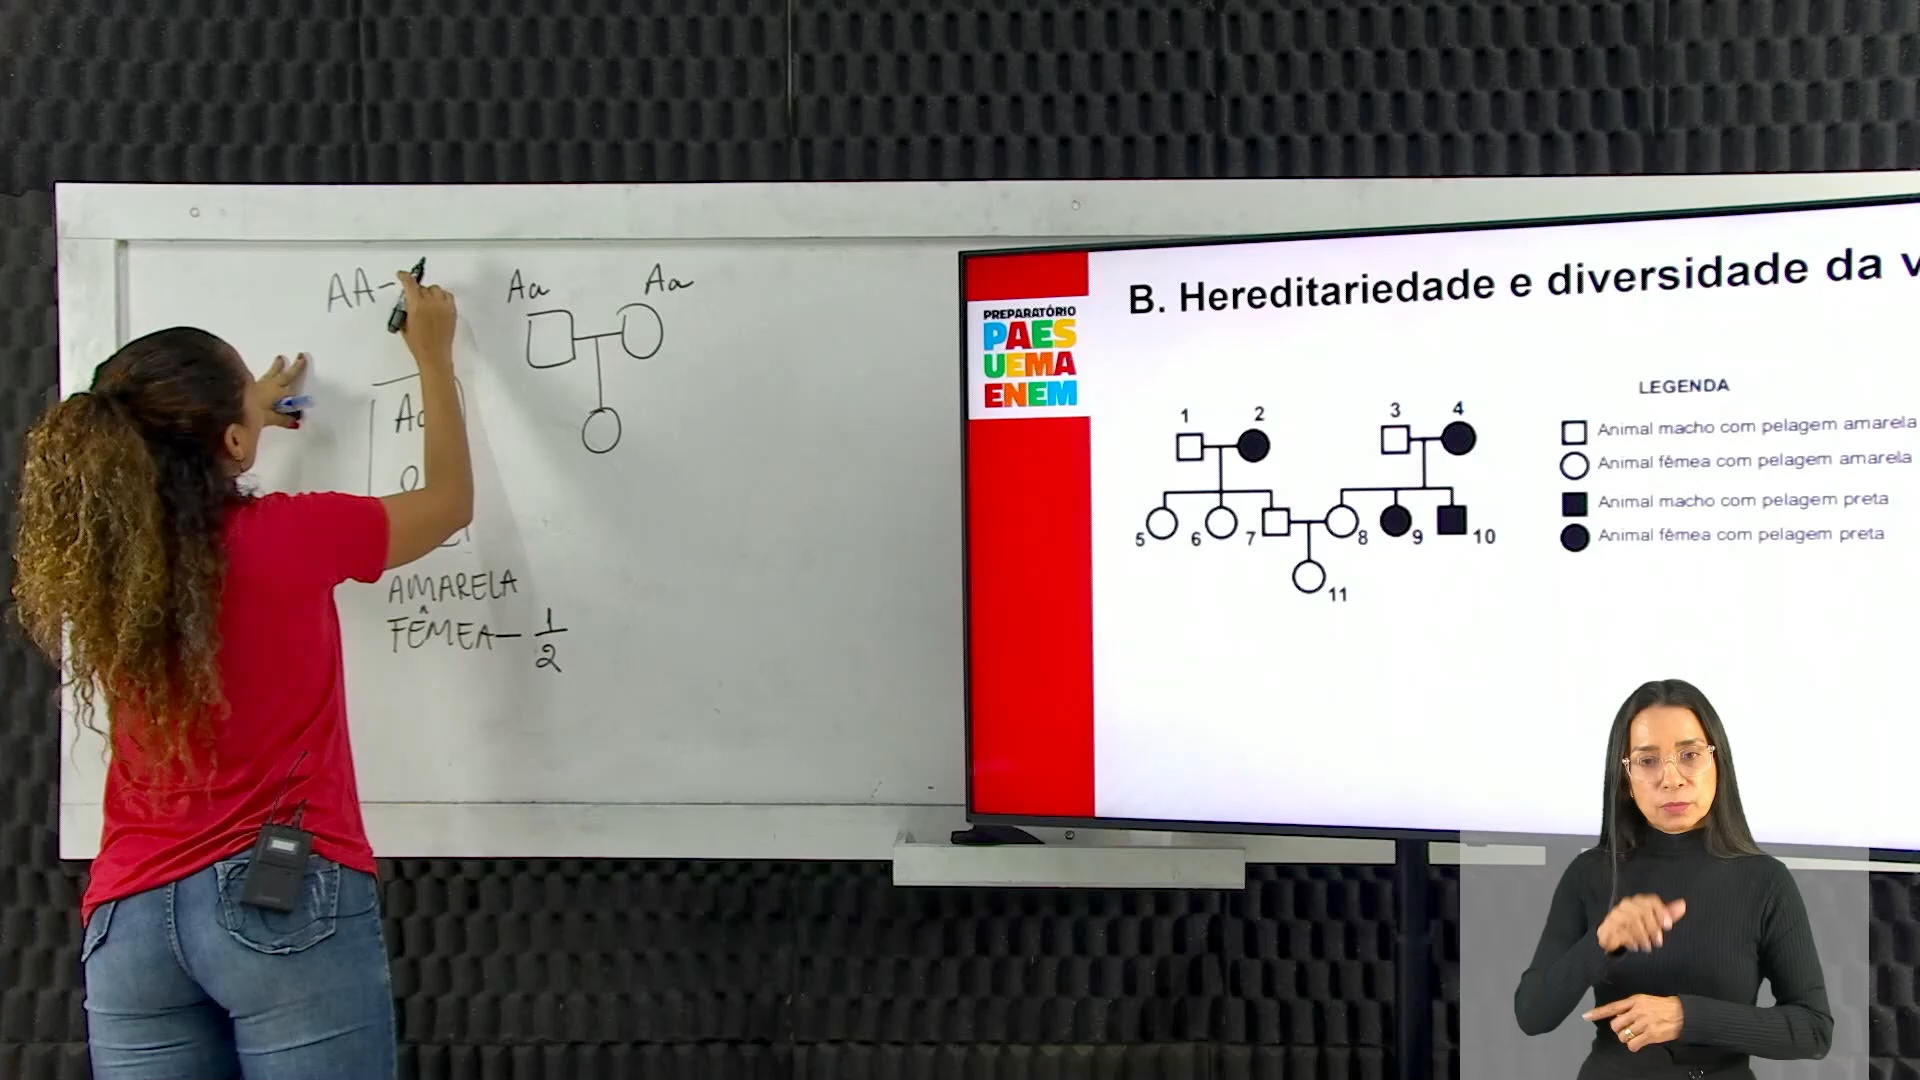 AA-
Aa
Aa
AMARELA
FÊMEA- 1/2
PREPARATÓRIO
PAES
UEMA
ENEM
B. Hereditariedade e diversidade da v
LEGENDA
Animal macho com pelagem amarela
Animal fêmea com pelagem amarela
Animal macho com pelagem preta
Animal fêmea com pelagem preta
1 2 3 4
5 6 7 8 9 10
11